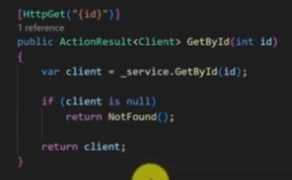 [HttpGet("{id}")]
1 reference
public ActionResult<Client> GetById(int id)
{
var client = _service.GetById(id);
if (client is null)
return NotFound();
return client;
}